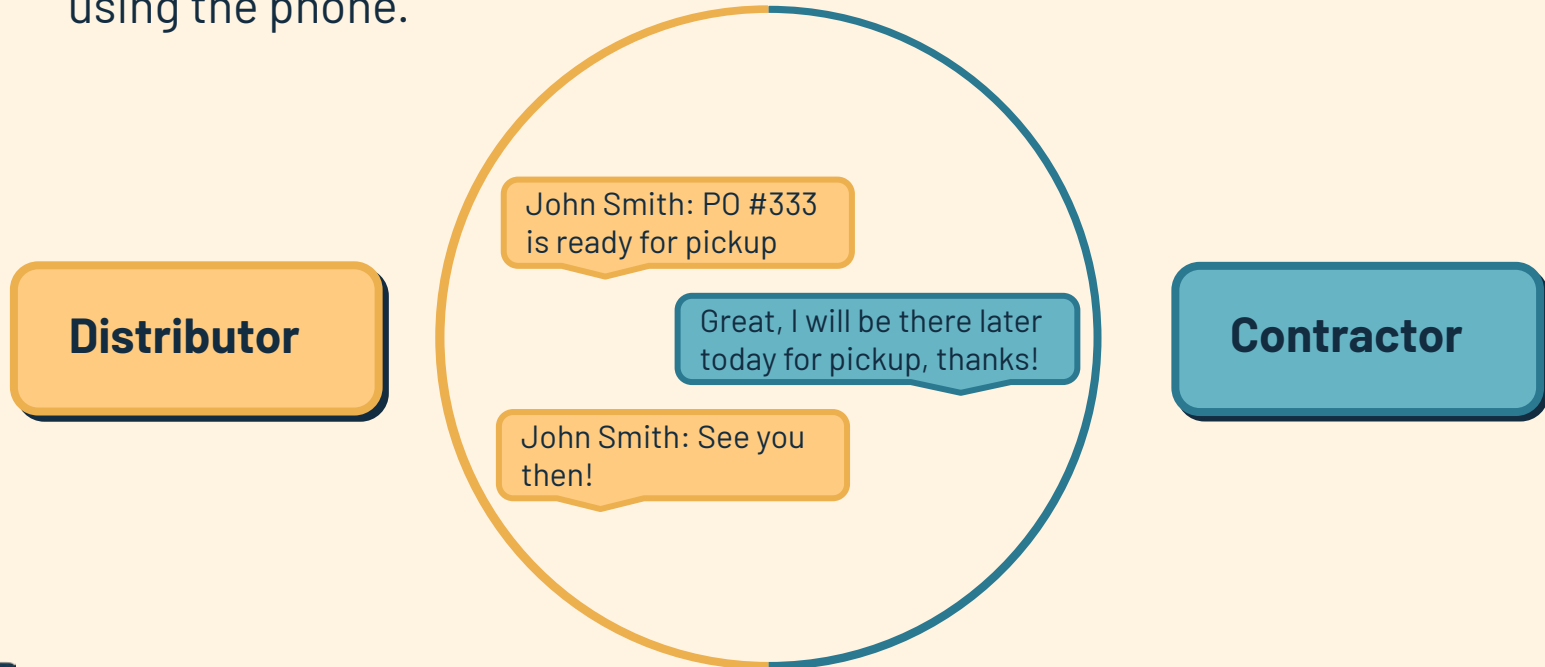 using the phone.
John Smith: PO #333
is ready for pickup
Great, I will be there later
today for pickup, thanks!
Distributor
Contractor
John Smith: See you
then!